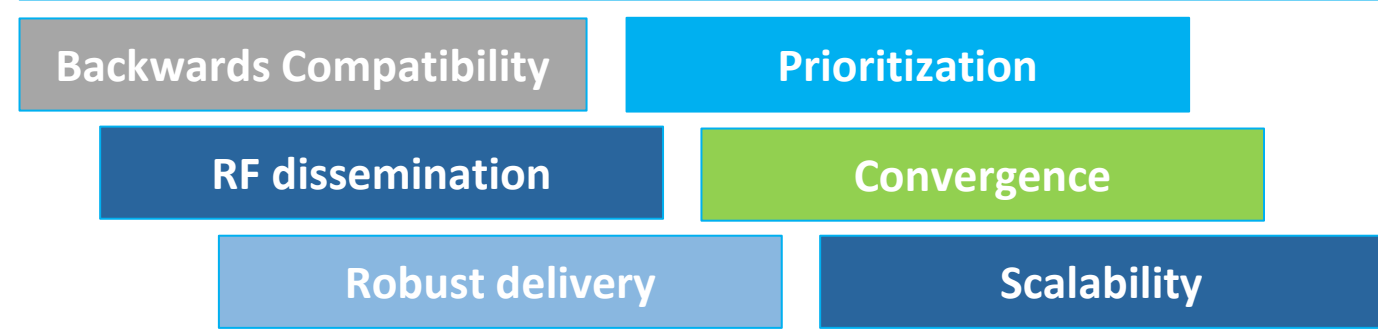 Backwards Compatibility
Prioritization
RF dissemination
Convergence
Robust delivery
Scalability